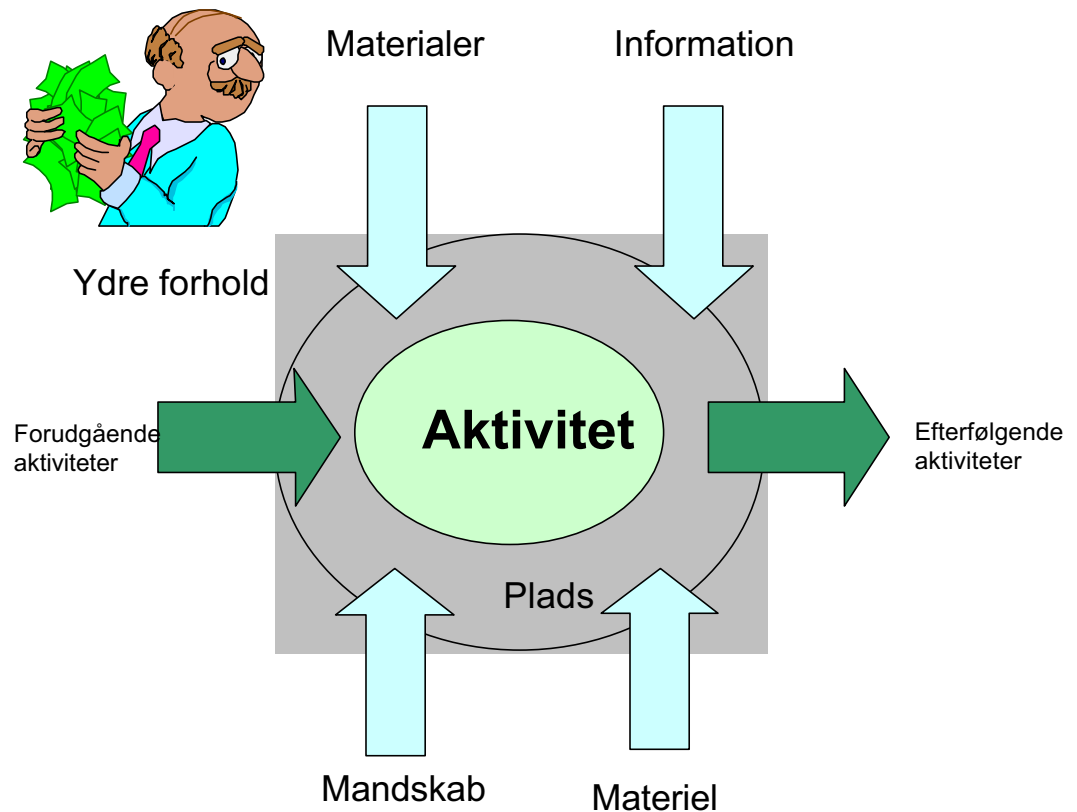 Materialer
Information
Ydre forhold
Aktivitet
Forudgående
aktiviteter
Efterfølgende
aktiviteter
Plads
Mandskab
Materiel